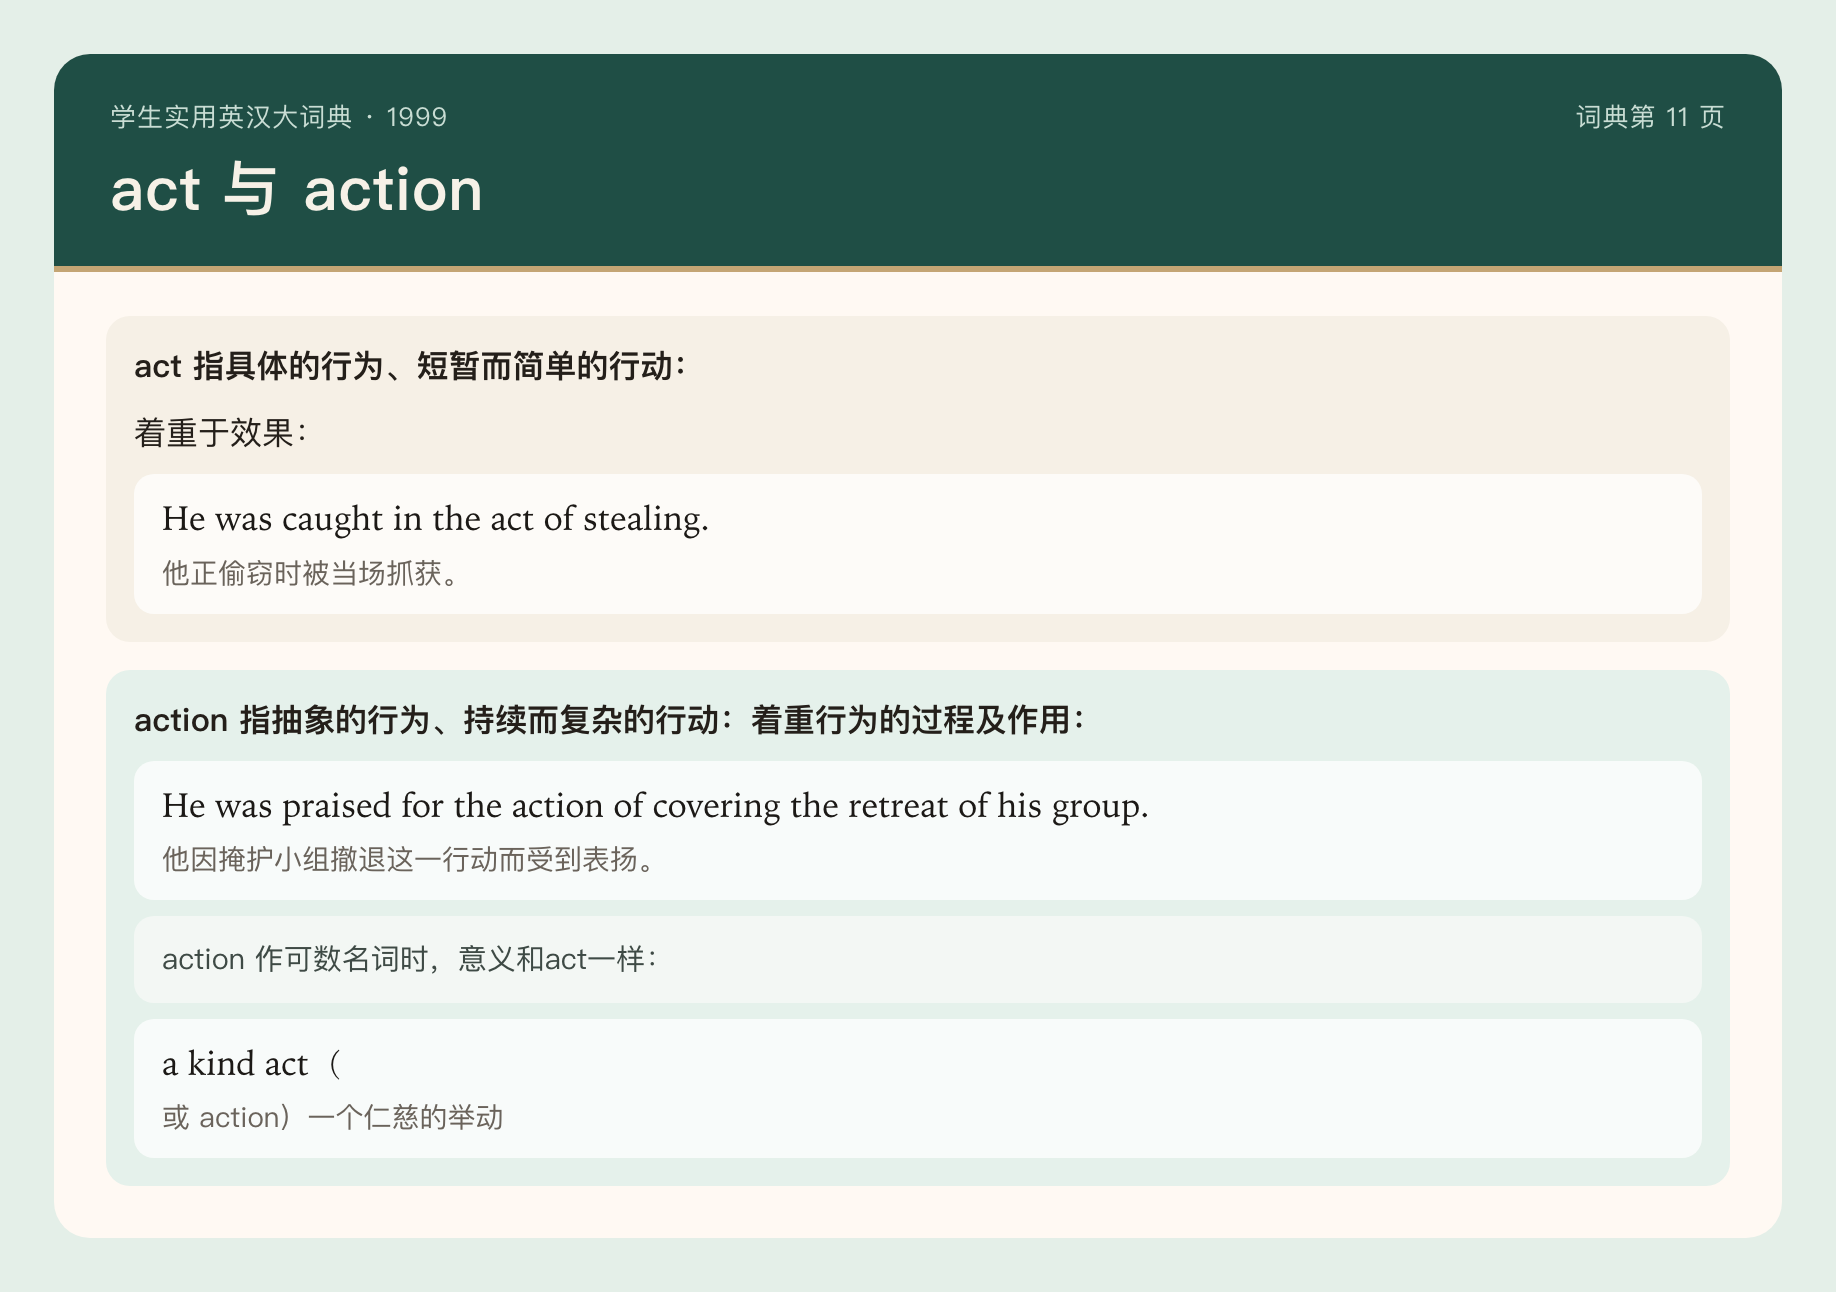 学生实用英汉大词典 · 1999
词典第 11 页
act 与 action
act 指具体的行为、短暂而简单的行动：
着重于效果：
He was caught in the act of stealing.
他正偷窃时被当场抓获。
action 指抽象的行为、持续而复杂的行动：着重行为的过程及作用：
He was praised for the action of covering the retreat of his group.
他因掩护小组撤退这一行动而受到表扬。
action 作可数名词时，意义和act一样：
a kind act（
或 action）一个仁慈的举动